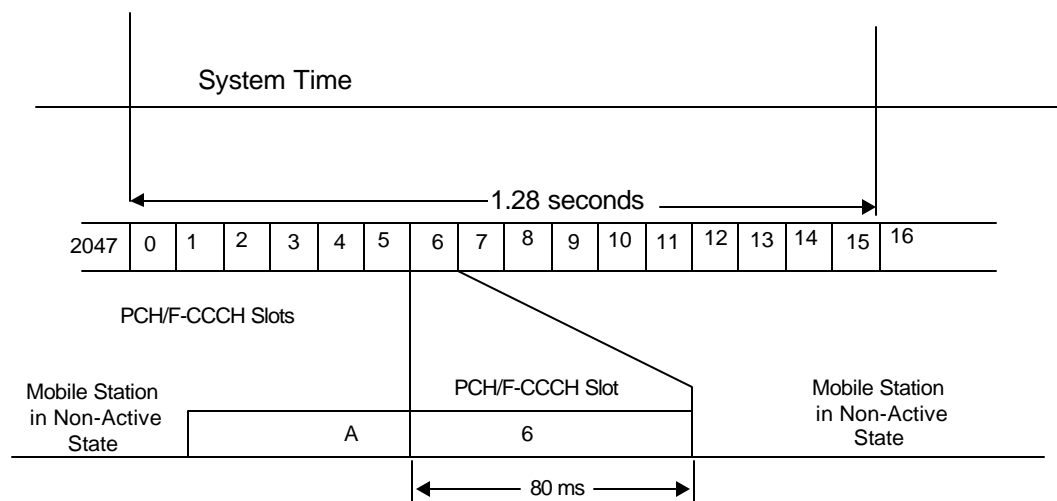 System Time
1.28 seconds
2047 0 1 2 3 4 5 6 7 8 9 10 11 12 13 14 15 16
PCH/F-CCCH Slots
Mobile Station
in Non-Active
State
PCH/F-CCCH Slot
Mobile Station
in Non-Active
State
A 6
80 ms